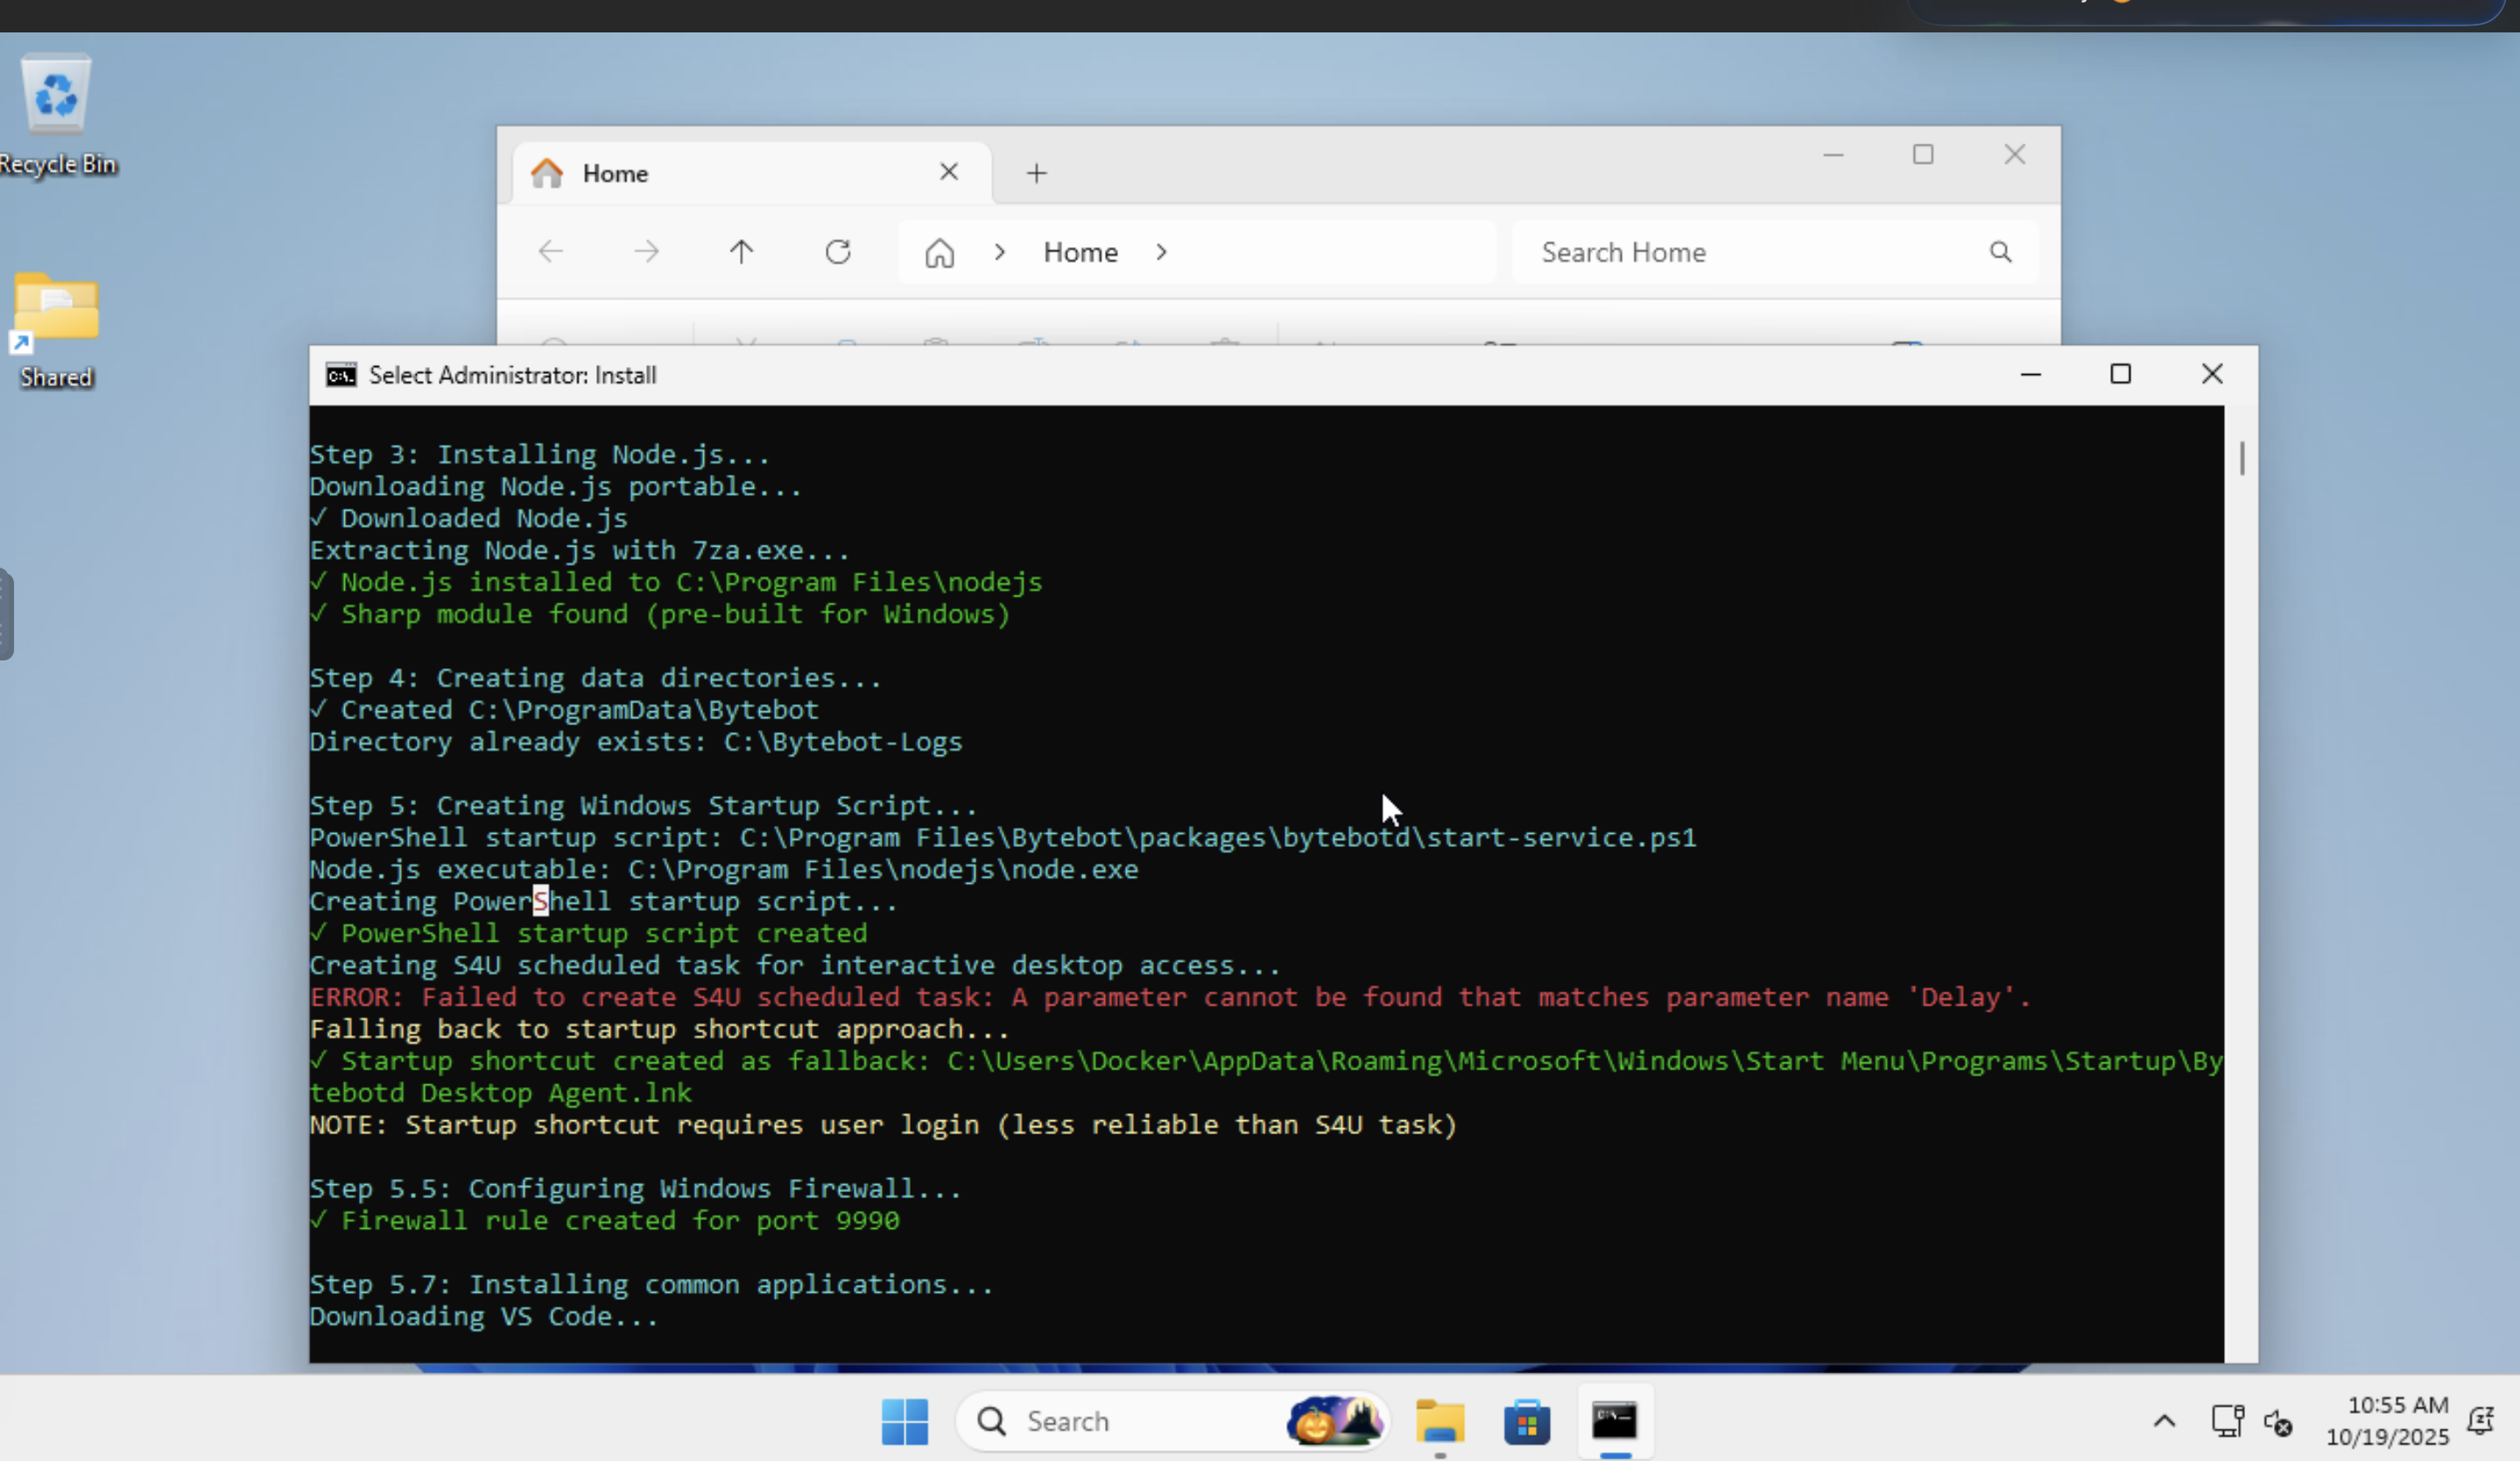 Recycle Bin
Shared
Home
Home
Search Home
Select Administrator: Install
Step 3: Installing Node.js...
Downloading Node.js portable...
✓ Downloaded Node.js
Extracting Node.js with 7za.exe...
✓ Node.js installed to C:\Program Files\nodejs
✓ Sharp module found (pre-built for Windows)
Step 4: Creating data directories...
✓ Created C:\ProgramData\Bytebot
Directory already exists: C:\Bytebot-Logs
Step 5: Creating Windows Startup Script...
PowerShell startup script: C:\Program Files\Bytebot\packages\bytebotd\start-service.ps1
Node.js executable: C:\Program Files\nodejs\node.exe
Creating PowerShell startup script...
✓ PowerShell startup script created
Creating S4U scheduled task for interactive desktop access...
ERROR: Failed to create S4U scheduled task: A parameter cannot be found that matches parameter name 'Delay'.
Falling back to startup shortcut approach...
✓ Startup shortcut created as fallback: C:\Users\Docker\AppData\Roaming\Microsoft\Windows\Start Menu\Programs\Startup\By
tebotd Desktop Agent.lnk
NOTE: Startup shortcut requires user login (less reliable than S4U task)
Step 5.5: Configuring Windows Firewall...
✓ Firewall rule created for port 9990
Step 5.7: Installing common applications...
Downloading VS Code...
Search
10:55 AM
10/19/2025